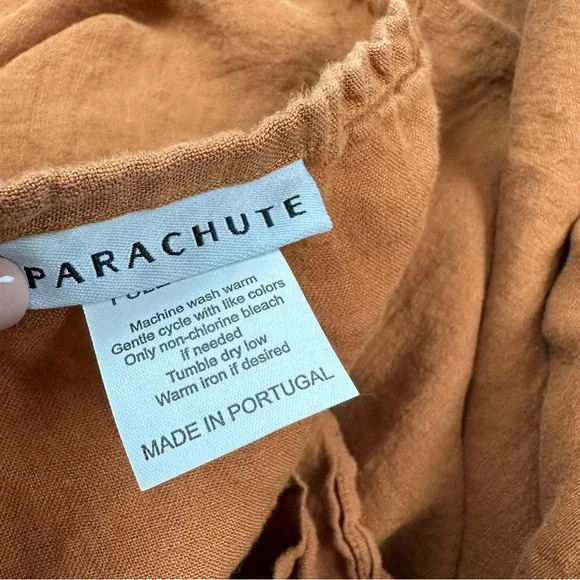 PARACHUTE
Machine wash warm
Gentle cycle with like colors
Only non-chlorine bleach
if needed
Tumble dry low
Warm iron if desired
MADE IN PORTUGAL